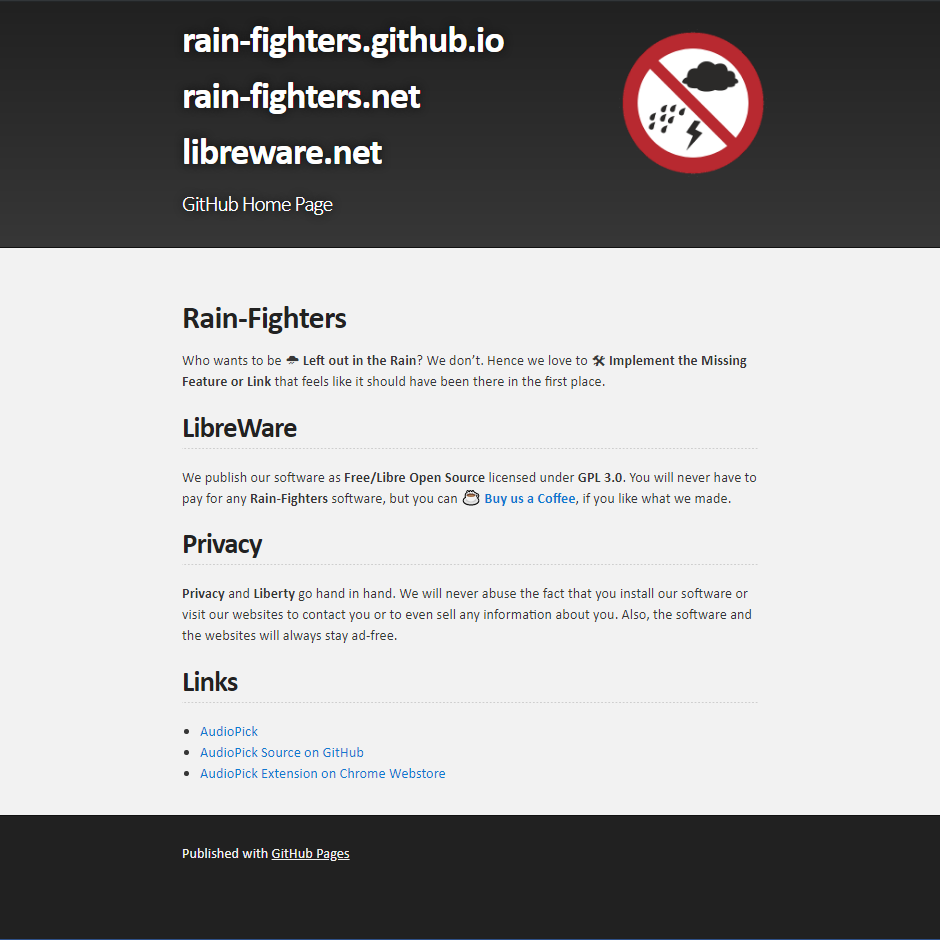 rain-fighters.github.io
rain-fighters.net
libreware.net
GitHub Home Page
Rain-Fighters
Who wants to be 🌧 Left out in the Rain? We don’t. Hence we love to 🛠 Implement the Missing
Feature or Link that feels like it should have been there in the first place.
LibreWare
We publish our software as Free/Libre Open Source licensed under GPL 3.0. You will never have to
pay for any Rain-Fighters software, but you can ☕ Buy us a Coffee, if you like what we made.
Privacy
Privacy and Liberty go hand in hand. We will never abuse the fact that you install our software or
visit our websites to contact you or to even sell any information about you. Also, the software and
the websites will always stay ad-free.
Links
• AudioPick
• AudioPick Source on GitHub
• AudioPick Extension on Chrome Webstore
Published with GitHub Pages